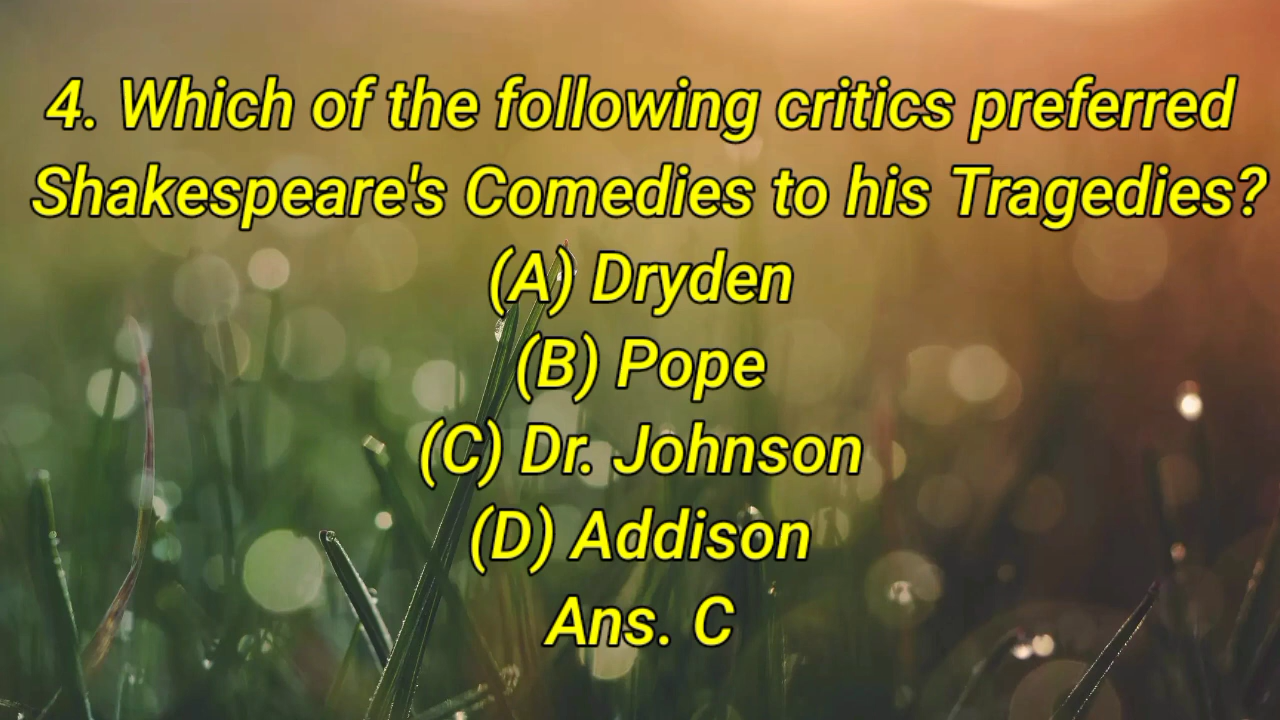 4. Which of the following critics preferred
Shakespeare's Comedies to his Tragedies?
(A) Dryden
(B) Pope
(C) Dr. Johnson
(D) Addison
Ans. C